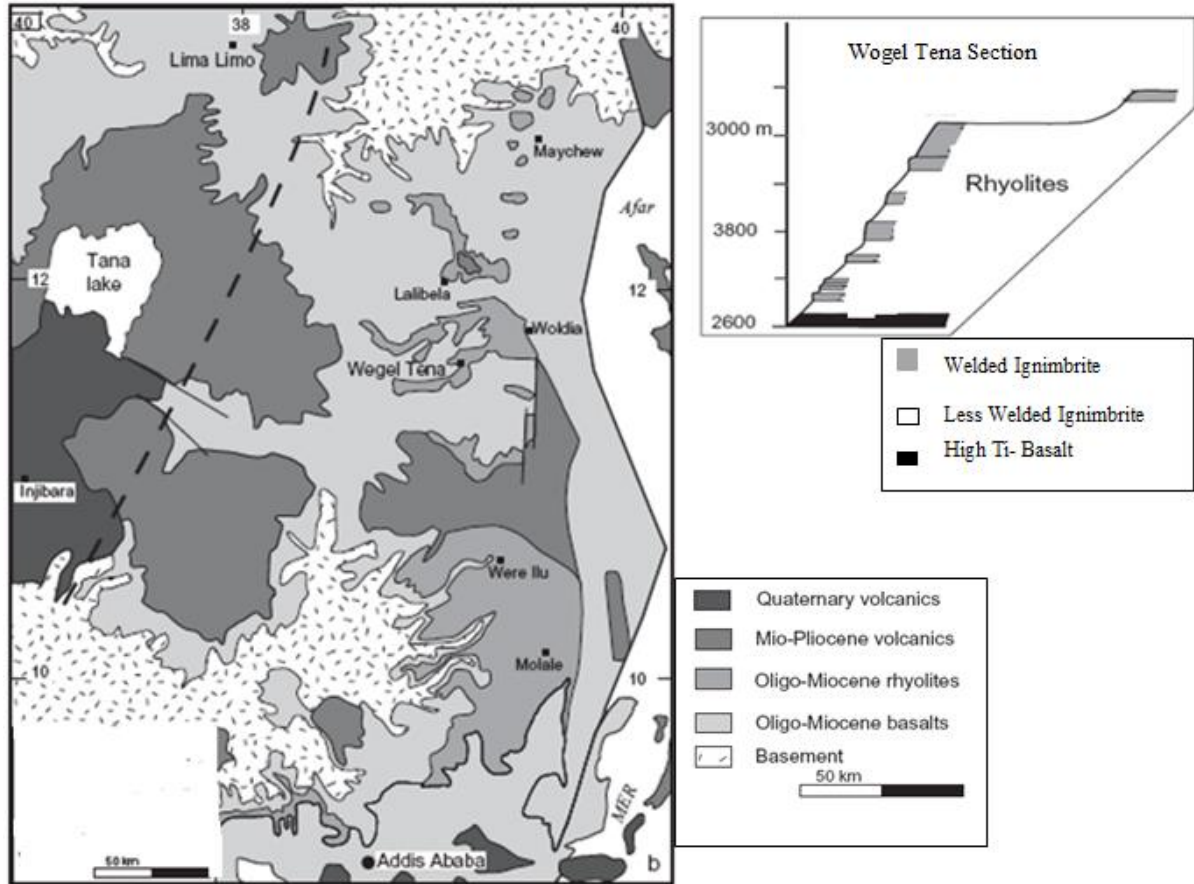 40
38
40
Lima Limo
Maychew
Afar
Tana
lake
12
12
Lalibela
Woldia
Wegel Tena
Injibara
Were Ilu
Molale
10
10
MER
50 km
Addis Ababa
b
Wogel Tena Section
3000 m
Rhyolites
3800
2600
Welded Ignimbrite
Less Welded Ignimbrite
High Ti- Basalt
Quaternary volcanics
Mio-Pliocene volcanics
Oligo-Miocene rhyolites
Oligo-Miocene basalts
Basement
50 km